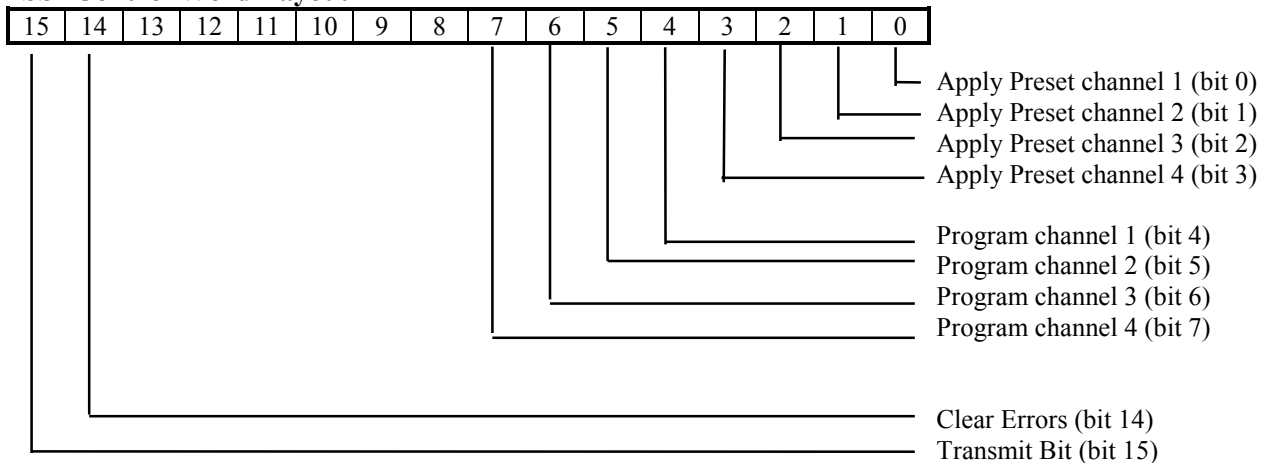 15 14 13 12 11 10 9 8 7 6 5 4 3 2 1 0
Apply Preset channel 1 (bit 0)
Apply Preset channel 2 (bit 1)
Apply Preset channel 3 (bit 2)
Apply Preset channel 4 (bit 3)
Program channel 1 (bit 4)
Program channel 2 (bit 5)
Program channel 3 (bit 6)
Program channel 4 (bit 7)
Clear Errors (bit 14)
Transmit Bit (bit 15)